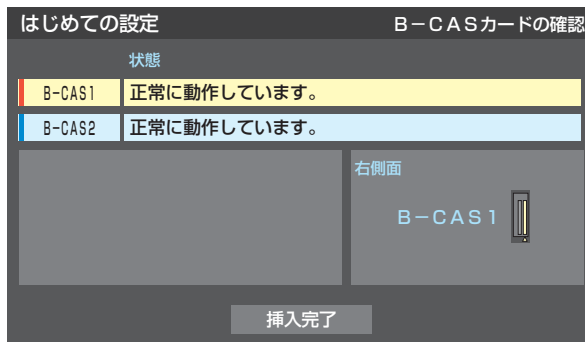 はじめての設定 B－CASカードの確認
状態
B-CAS1 正常に動作しています。
B-CAS2 正常に動作しています。
右側面
B－CAS1
挿入完了